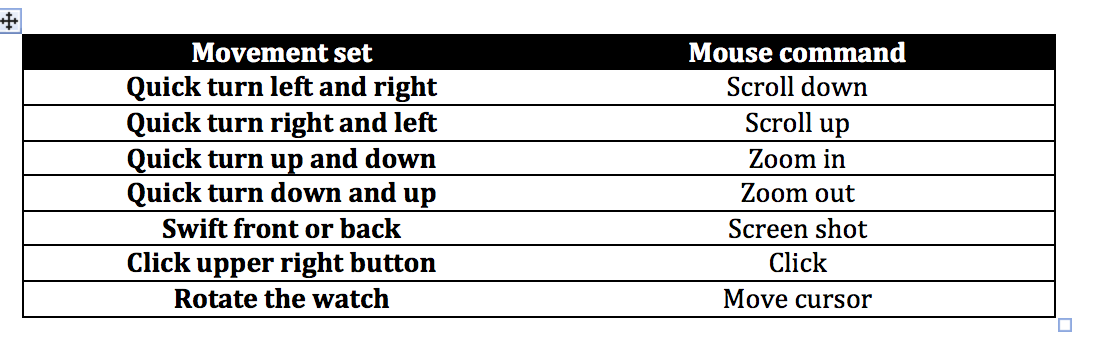 Movement set Mouse command
Quick turn left and right Scroll down
Quick turn right and left Scroll up
Quick turn up and down Zoom in
Quick turn down and up Zoom out
Swift front or back Screen shot
Click upper right button Click
Rotate the watch Move cursor